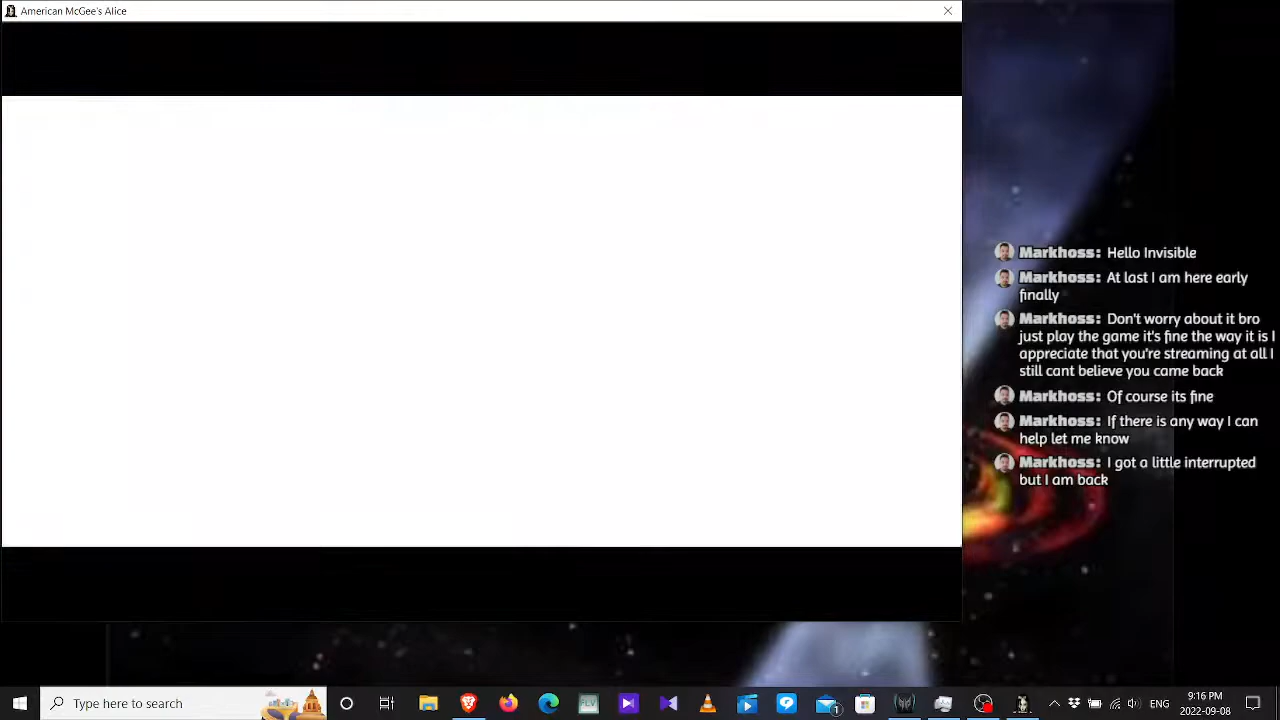 American McGee's Alice
Markhoss: Hello Invisible
Markhoss: At last I am here early
finally
Markhoss: Don't worry about it bro
just play the game it's fine the way it is I
appreciate that you're streaming at all I
still cant believe you came back
Markhoss: Of course its fine
Markhoss: If there is any way I can
help let me know
Markhoss: I got a little interrupted
but I am back
Type here to search
FLV
1
ENG
9:16 PM
2022-09-08